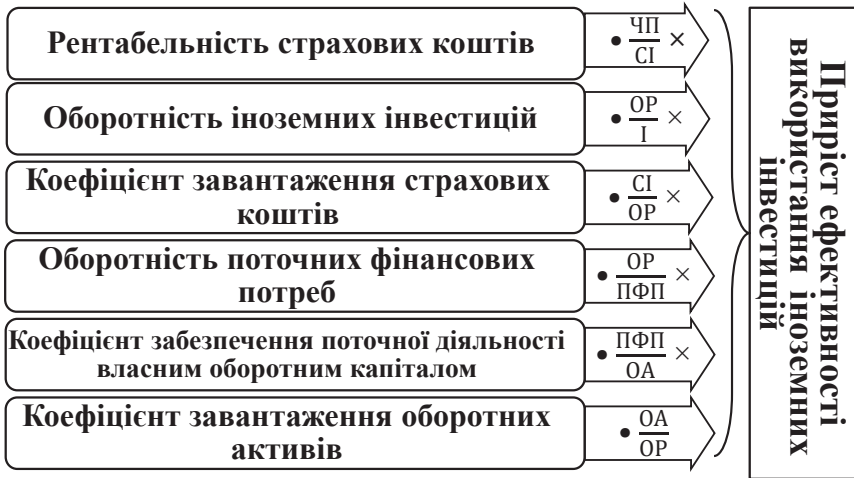 Рентабельність страхових коштів
• ЧП/СІ ×
Оборотність іноземних інвестицій
• ОР/І ×
Коефіцієнт завантаження страхових
коштів
• СІ/ОР ×
Оборотність поточних фінансових
потреб
• ОР/ПФП ×
Коефіцієнт забезпечення поточної діяльності
власним оборотним капіталом
• ПФП/ОА ×
Коефіцієнт завантаження оборотних
активів
• ОА/ОР
Приріст ефективності
використання іноземних
інвестицій